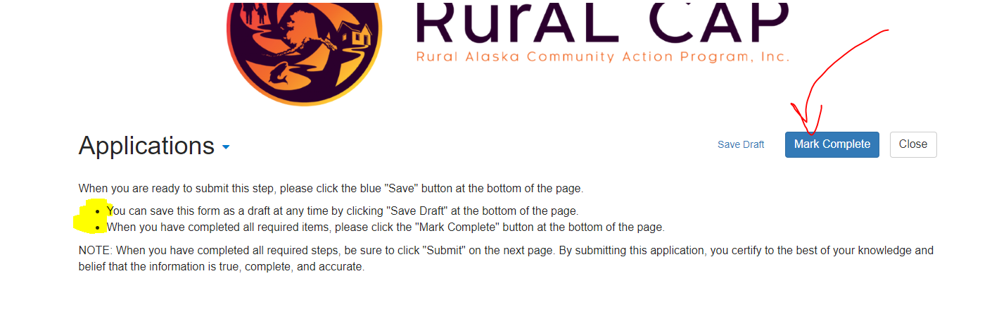 RurAL CAP
Rural Alaska Community Action Program, Inc.
Applications
Save Draft
Mark Complete
Close
When you are ready to submit this step, please click the blue "Save" button at the bottom of the page.
• You can save this form as a draft at any time by clicking "Save Draft" at the bottom of the page.
• When you have completed all required items, please click the "Mark Complete" button at the bottom of the page.
NOTE: When you have completed all required steps, be sure to click "Submit" on the next page. By submitting this application, you certify to the best of your knowledge and
belief that the information is true, complete, and accurate.